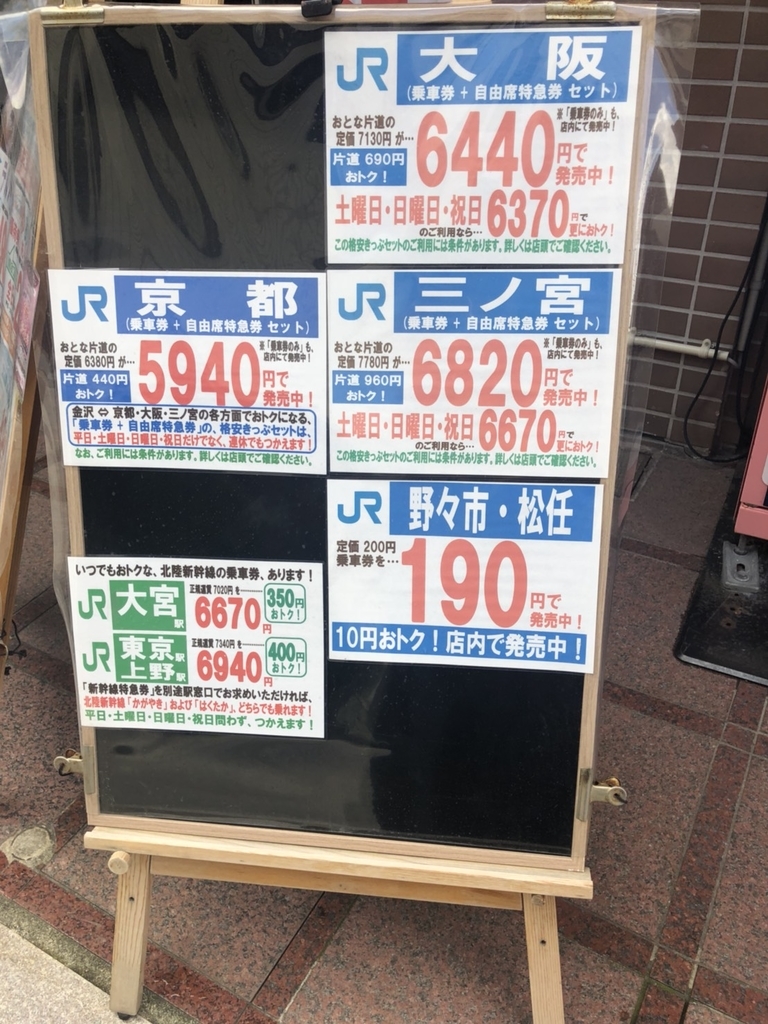 JR 大阪
(乗車券 + 自由席特急券 セット)
おとな片道の
定価 7130円 が…
片道 690円
おトク!
6440円で
発売中!
※「乗車券のみ」も、
店内にて発売中!
土曜日・日曜日・祝日
のご利用なら…
6370円で
更におトク!
この格安きっぷセットのご利用には条件があります。詳しくは店頭でご確認ください。
JR 京都
(乗車券 + 自由席特急券 セット)
おとな片道の
定価 6380円 が…
片道 440円
おトク!
5940円で
発売中!
※「乗車券のみ」も、
店内にて発売中!
金沢 ⇔ 京都・大阪・三ノ宮の各方面でおトクになる、
「乗車券 + 自由席特急券」の、格安きっぷセットは、
平日・土曜日・日曜日・祝日だけでなく、連休でもつかえます!
なお、ご利用には条件があります。詳しくは店頭でご確認ください。
JR 三ノ宮
(乗車券 + 自由席特急券 セット)
おとな片道の
定価 7780円 が…
片道 960円
おトク!
6820円で
発売中!
※「乗車券のみ」も、
店内にて発売中!
土曜日・日曜日・祝日
のご利用なら…
6670円で
更におトク!
この格安きっぷセットのご利用には条件があります。詳しくは店頭でご確認ください。
JR 野々市・松任
定価 200円
乗車券を…
190円で
発売中!
10円おトク!店内で発売中!
いつでもおトクな、北陸新幹線の乗車券、あります!
JR 大宮駅
正規運賃 7020円 を
6670円
350円
おトク!
JR 東京駅
上野駅
正規運賃 7340円 を
6940円
400円
おトク!
「新幹線特急券」を別途駅窓口でお求めいただければ、
北陸新幹線「かがやき」および「はくたか」、どちらでも乗れます!
平日・土曜日・日曜日・祝日問わず、つかえます!